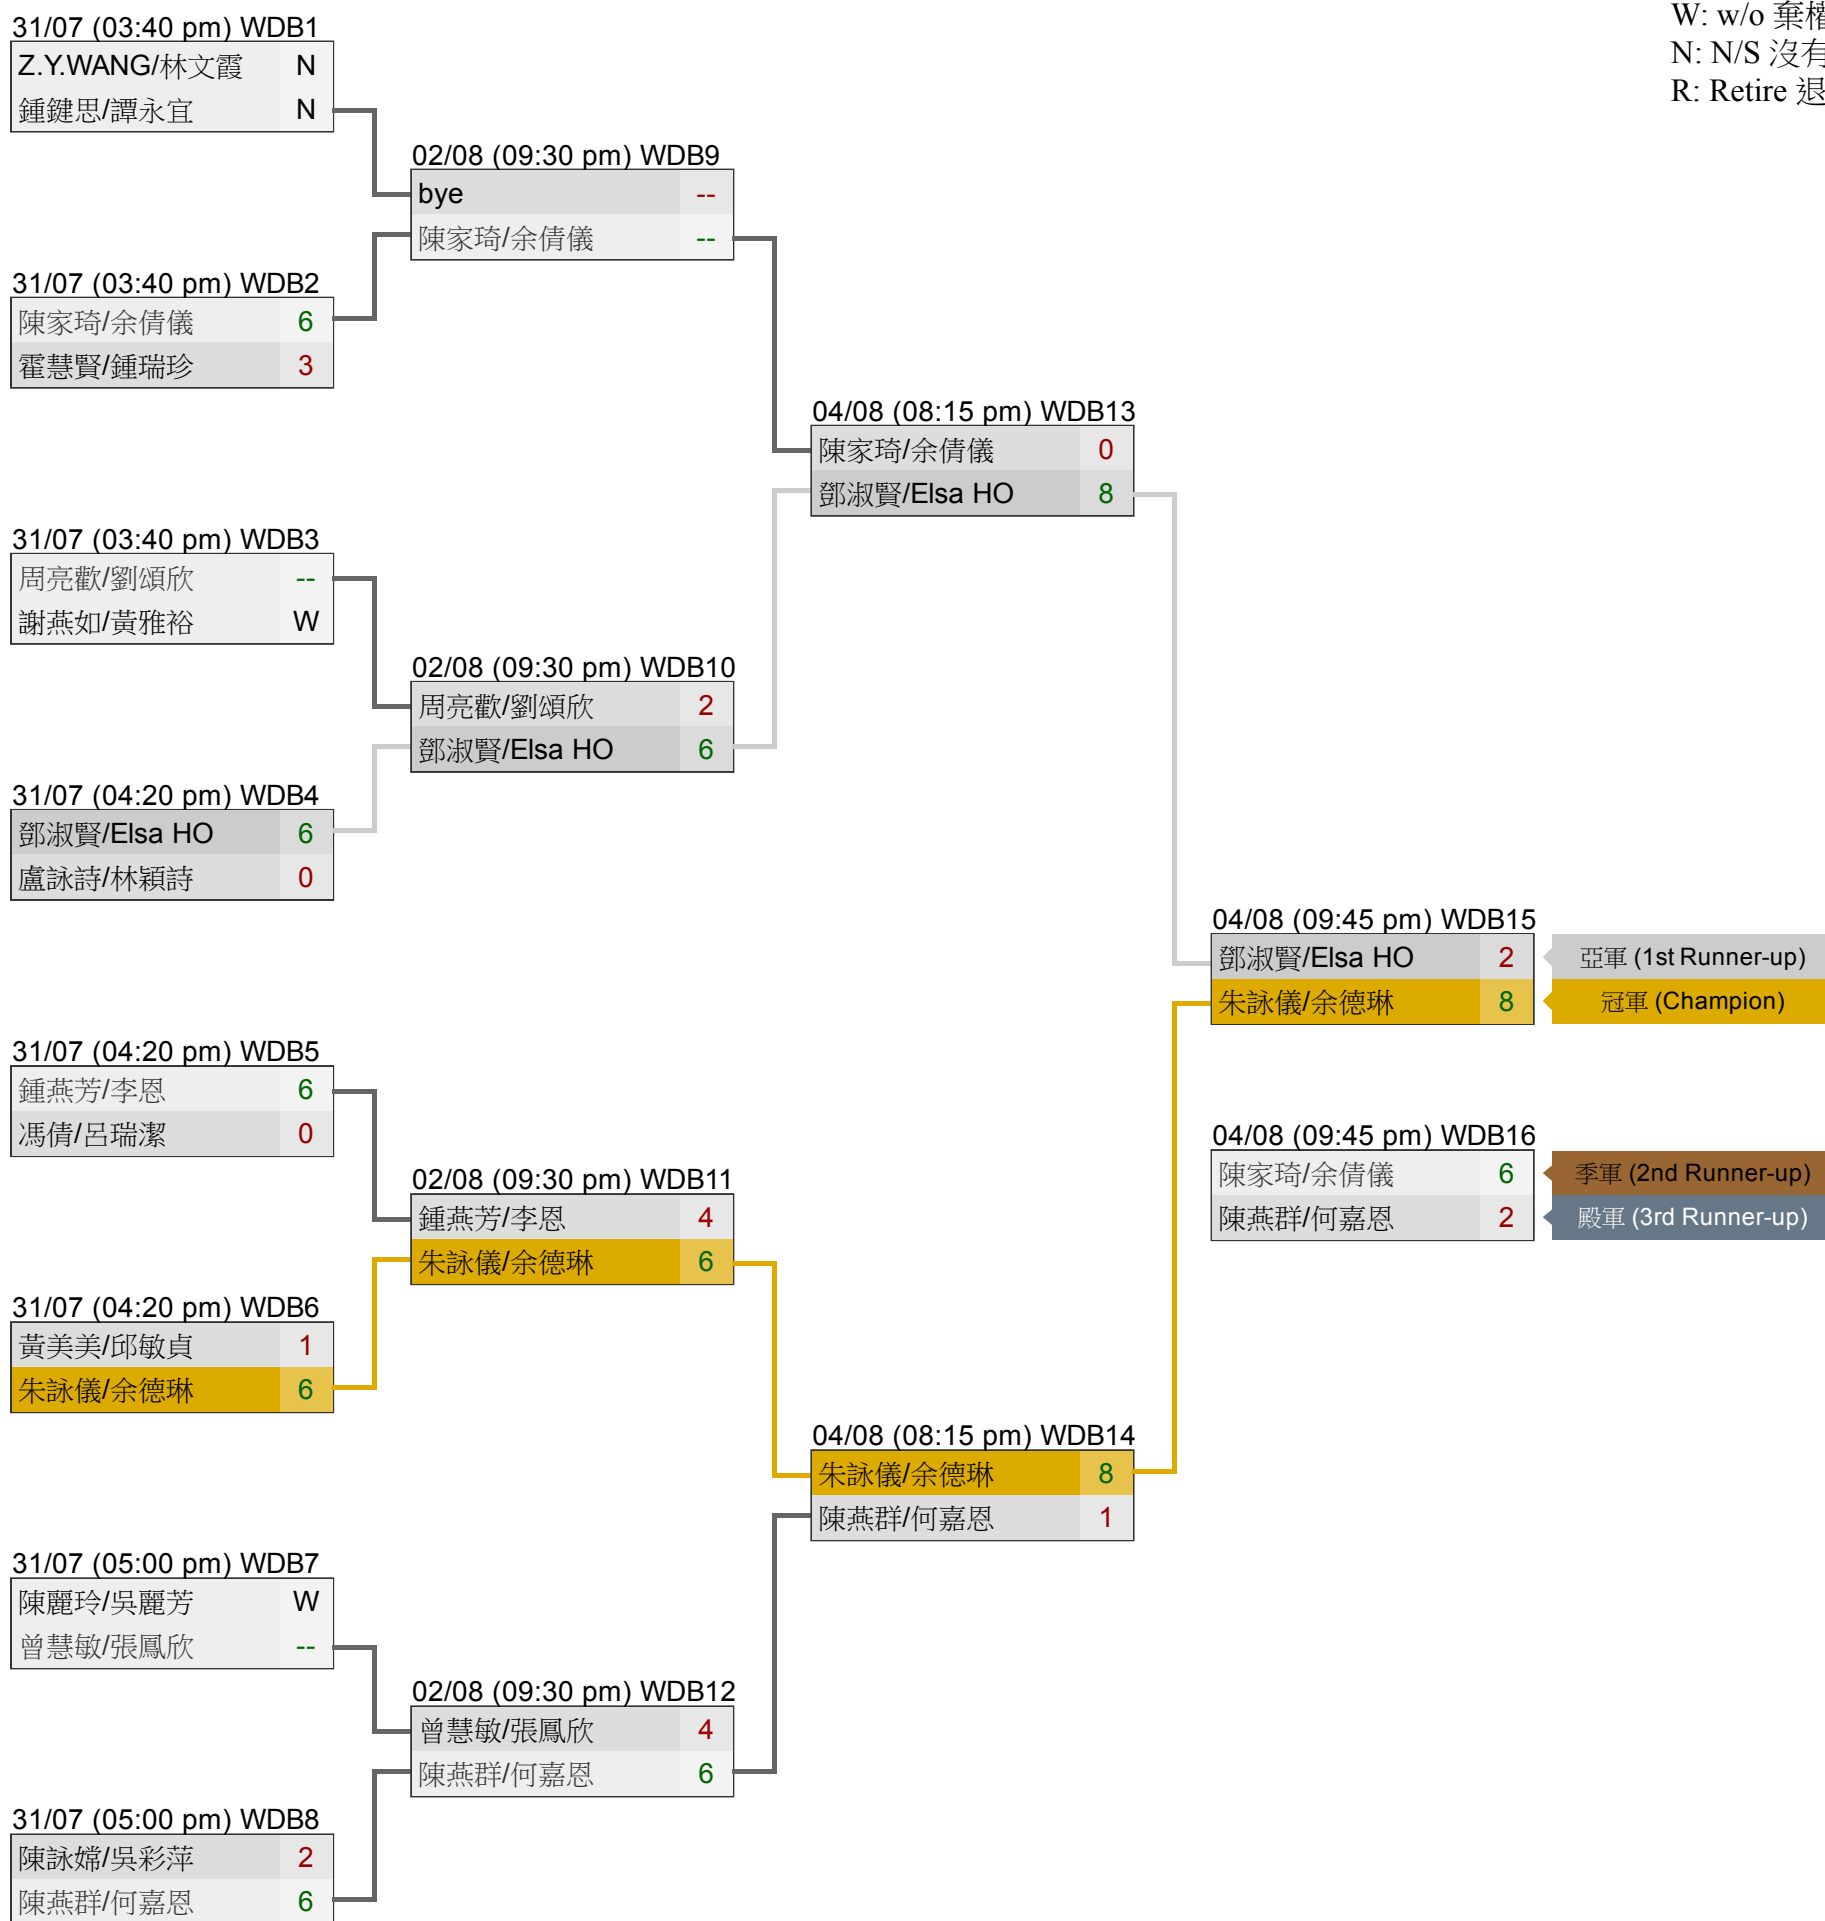 W: w/o 棄權
N: N/S 沒有
R: Retire 退
31/07 (03:40 pm) WDB1
Z.Y.WANG/林文霞 N
鍾鍵思/譚永宜 N
02/08 (09:30 pm) WDB9
bye --
陳家琦/余倩儀 --
31/07 (03:40 pm) WDB2
陳家琦/余倩儀 6
霍慧賢/鍾瑞珍 3
04/08 (08:15 pm) WDB13
陳家琦/余倩儀 0
鄧淑賢/Elsa HO 8
31/07 (03:40 pm) WDB3
周亮歡/劉頌欣 --
謝燕如/黃雅裕 W
02/08 (09:30 pm) WDB10
周亮歡/劉頌欣 2
鄧淑賢/Elsa HO 6
31/07 (04:20 pm) WDB4
鄧淑賢/Elsa HO 6
盧詠詩/林穎詩 0
04/08 (09:45 pm) WDB15
鄧淑賢/Elsa HO 2 亞軍 (1st Runner-up)
朱詠儀/余德琳 8 冠軍 (Champion)
31/07 (04:20 pm) WDB5
鍾燕芳/李恩 6
馮倩/呂瑞潔 0
04/08 (09:45 pm) WDB16
陳家琦/余倩儀 6 季軍 (2nd Runner-up)
陳燕群/何嘉恩 2 殿軍 (3rd Runner-up)
02/08 (09:30 pm) WDB11
鍾燕芳/李恩 4
朱詠儀/余德琳 6
31/07 (04:20 pm) WDB6
黃美美/邱敏貞 1
朱詠儀/余德琳 6
04/08 (08:15 pm) WDB14
朱詠儀/余德琳 8
陳燕群/何嘉恩 1
31/07 (05:00 pm) WDB7
陳麗玲/吳麗芳 W
曾慧敏/張鳳欣 --
02/08 (09:30 pm) WDB12
曾慧敏/張鳳欣 4
陳燕群/何嘉恩 6
31/07 (05:00 pm) WDB8
陳詠嫦/吳彩萍 2
陳燕群/何嘉恩 6